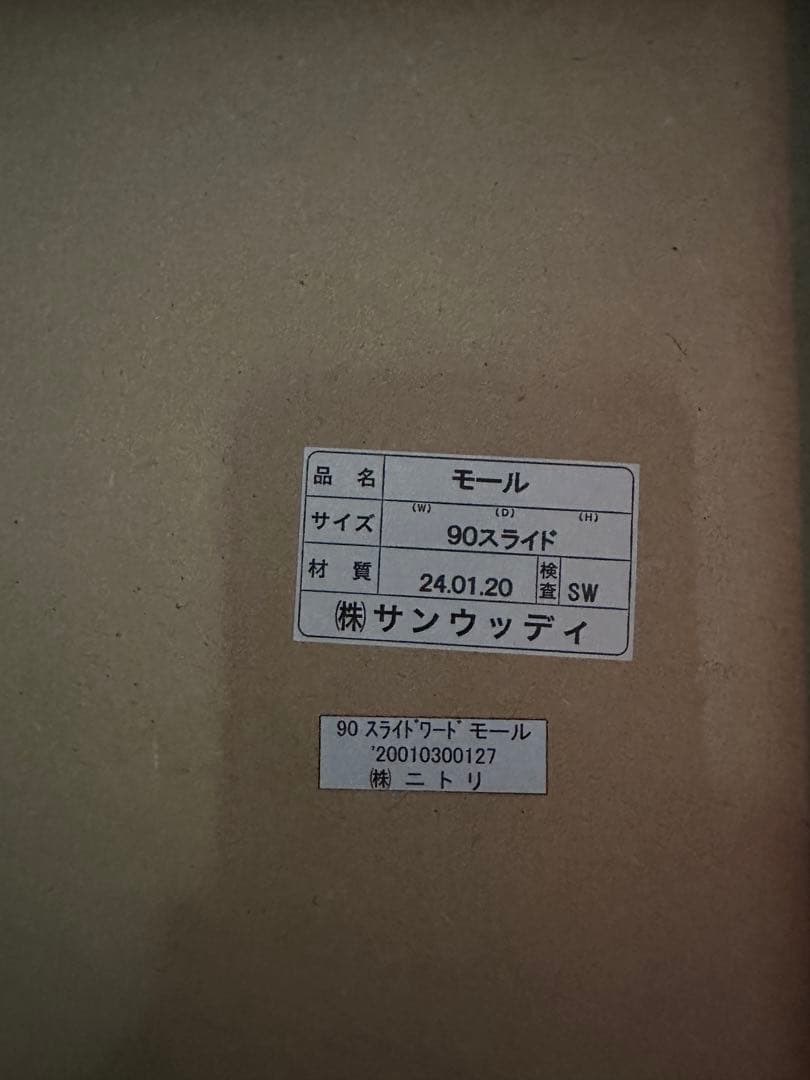 品名 モール
サイズ (W) (D) (H)
90スライド
材質 24.01.20 検査 SW
㈱サンウッディ
90 ｽﾗｲﾄﾞﾜｰﾄﾞ モール
'20010300127
㈱ ニトリ